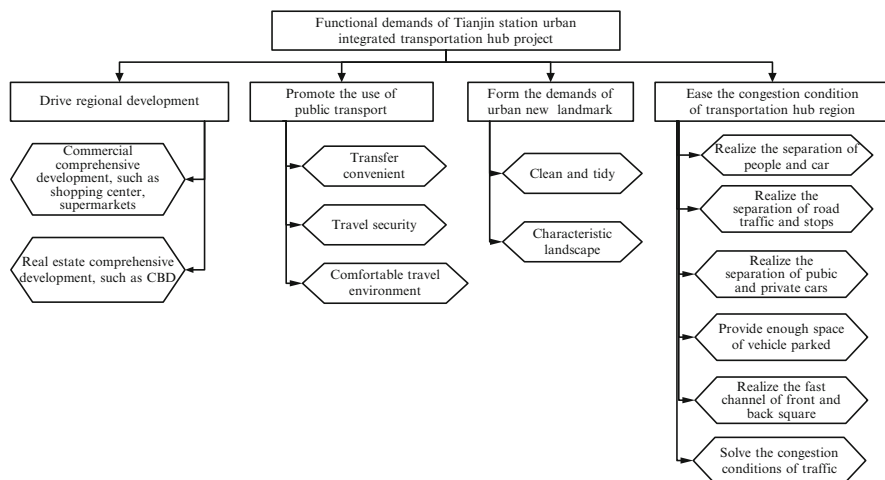 Functional demands of Tianjin station urban
integrated transportation hub project
Drive regional development
Promote the use of
public transport
Form the demands of
urban new landmark
Ease the congestion condition
of transportation hub region
Commercial
comprehensive
development, such as
shopping center,
supermarkets
Real estate comprehensive
development, such as CBD
Transfer
convenient
Travel security
Comfortable travel
environment
Clean and tidy
Characteristic
landscape
Realize the separation of
people and car
Realize the
separation of road
traffic and stops
Realize the
separation of pubic
and private cars
Provide enough space
of vehicle parked
Realize the fast
channel of front and
back square
Solve the congestion
conditions of traffic